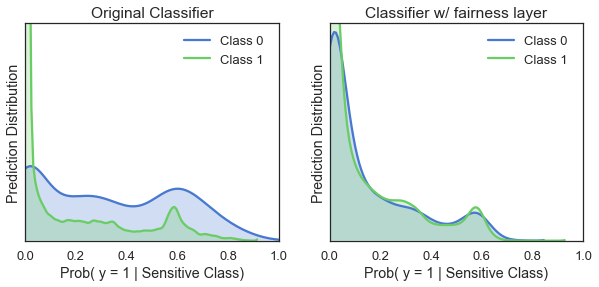 Original Classifier
Prediction Distribution
Class 0
Class 1
0.0 0.2 0.4 0.6 0.8 1.0
Prob( y = 1 | Sensitive Class)
Classifier w/ fairness layer
Prediction Distribution
Class 0
Class 1
0.0 0.2 0.4 0.6 0.8 1.0
Prob( y = 1 | Sensitive Class)